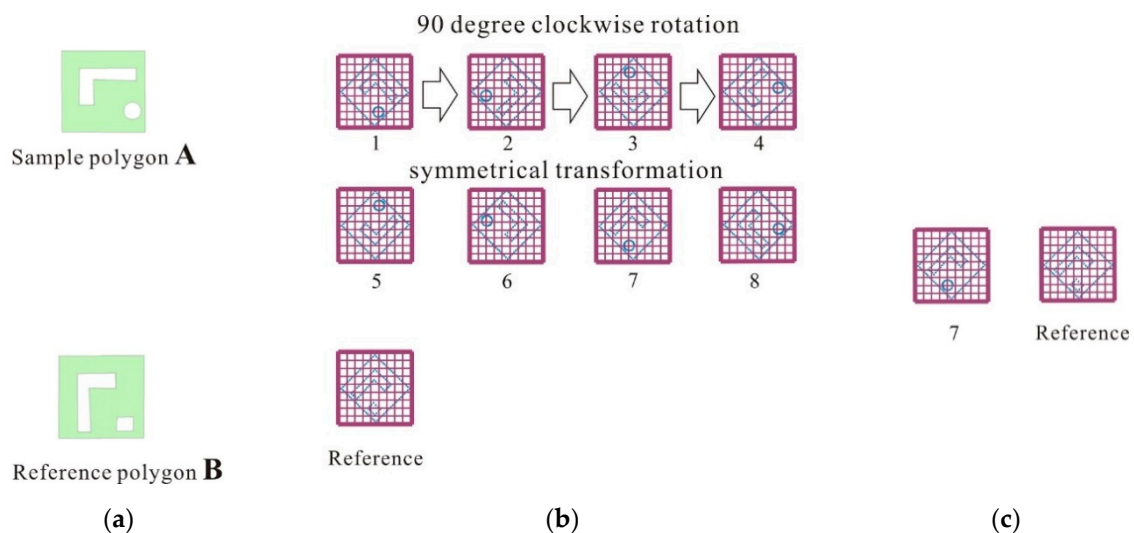 90 degree clockwise rotation
1 2 3 4
Sample polygon A
symmetrical transformation
5 6 7 8
7 Reference
Reference
Reference polygon B
(a) (b) (c)